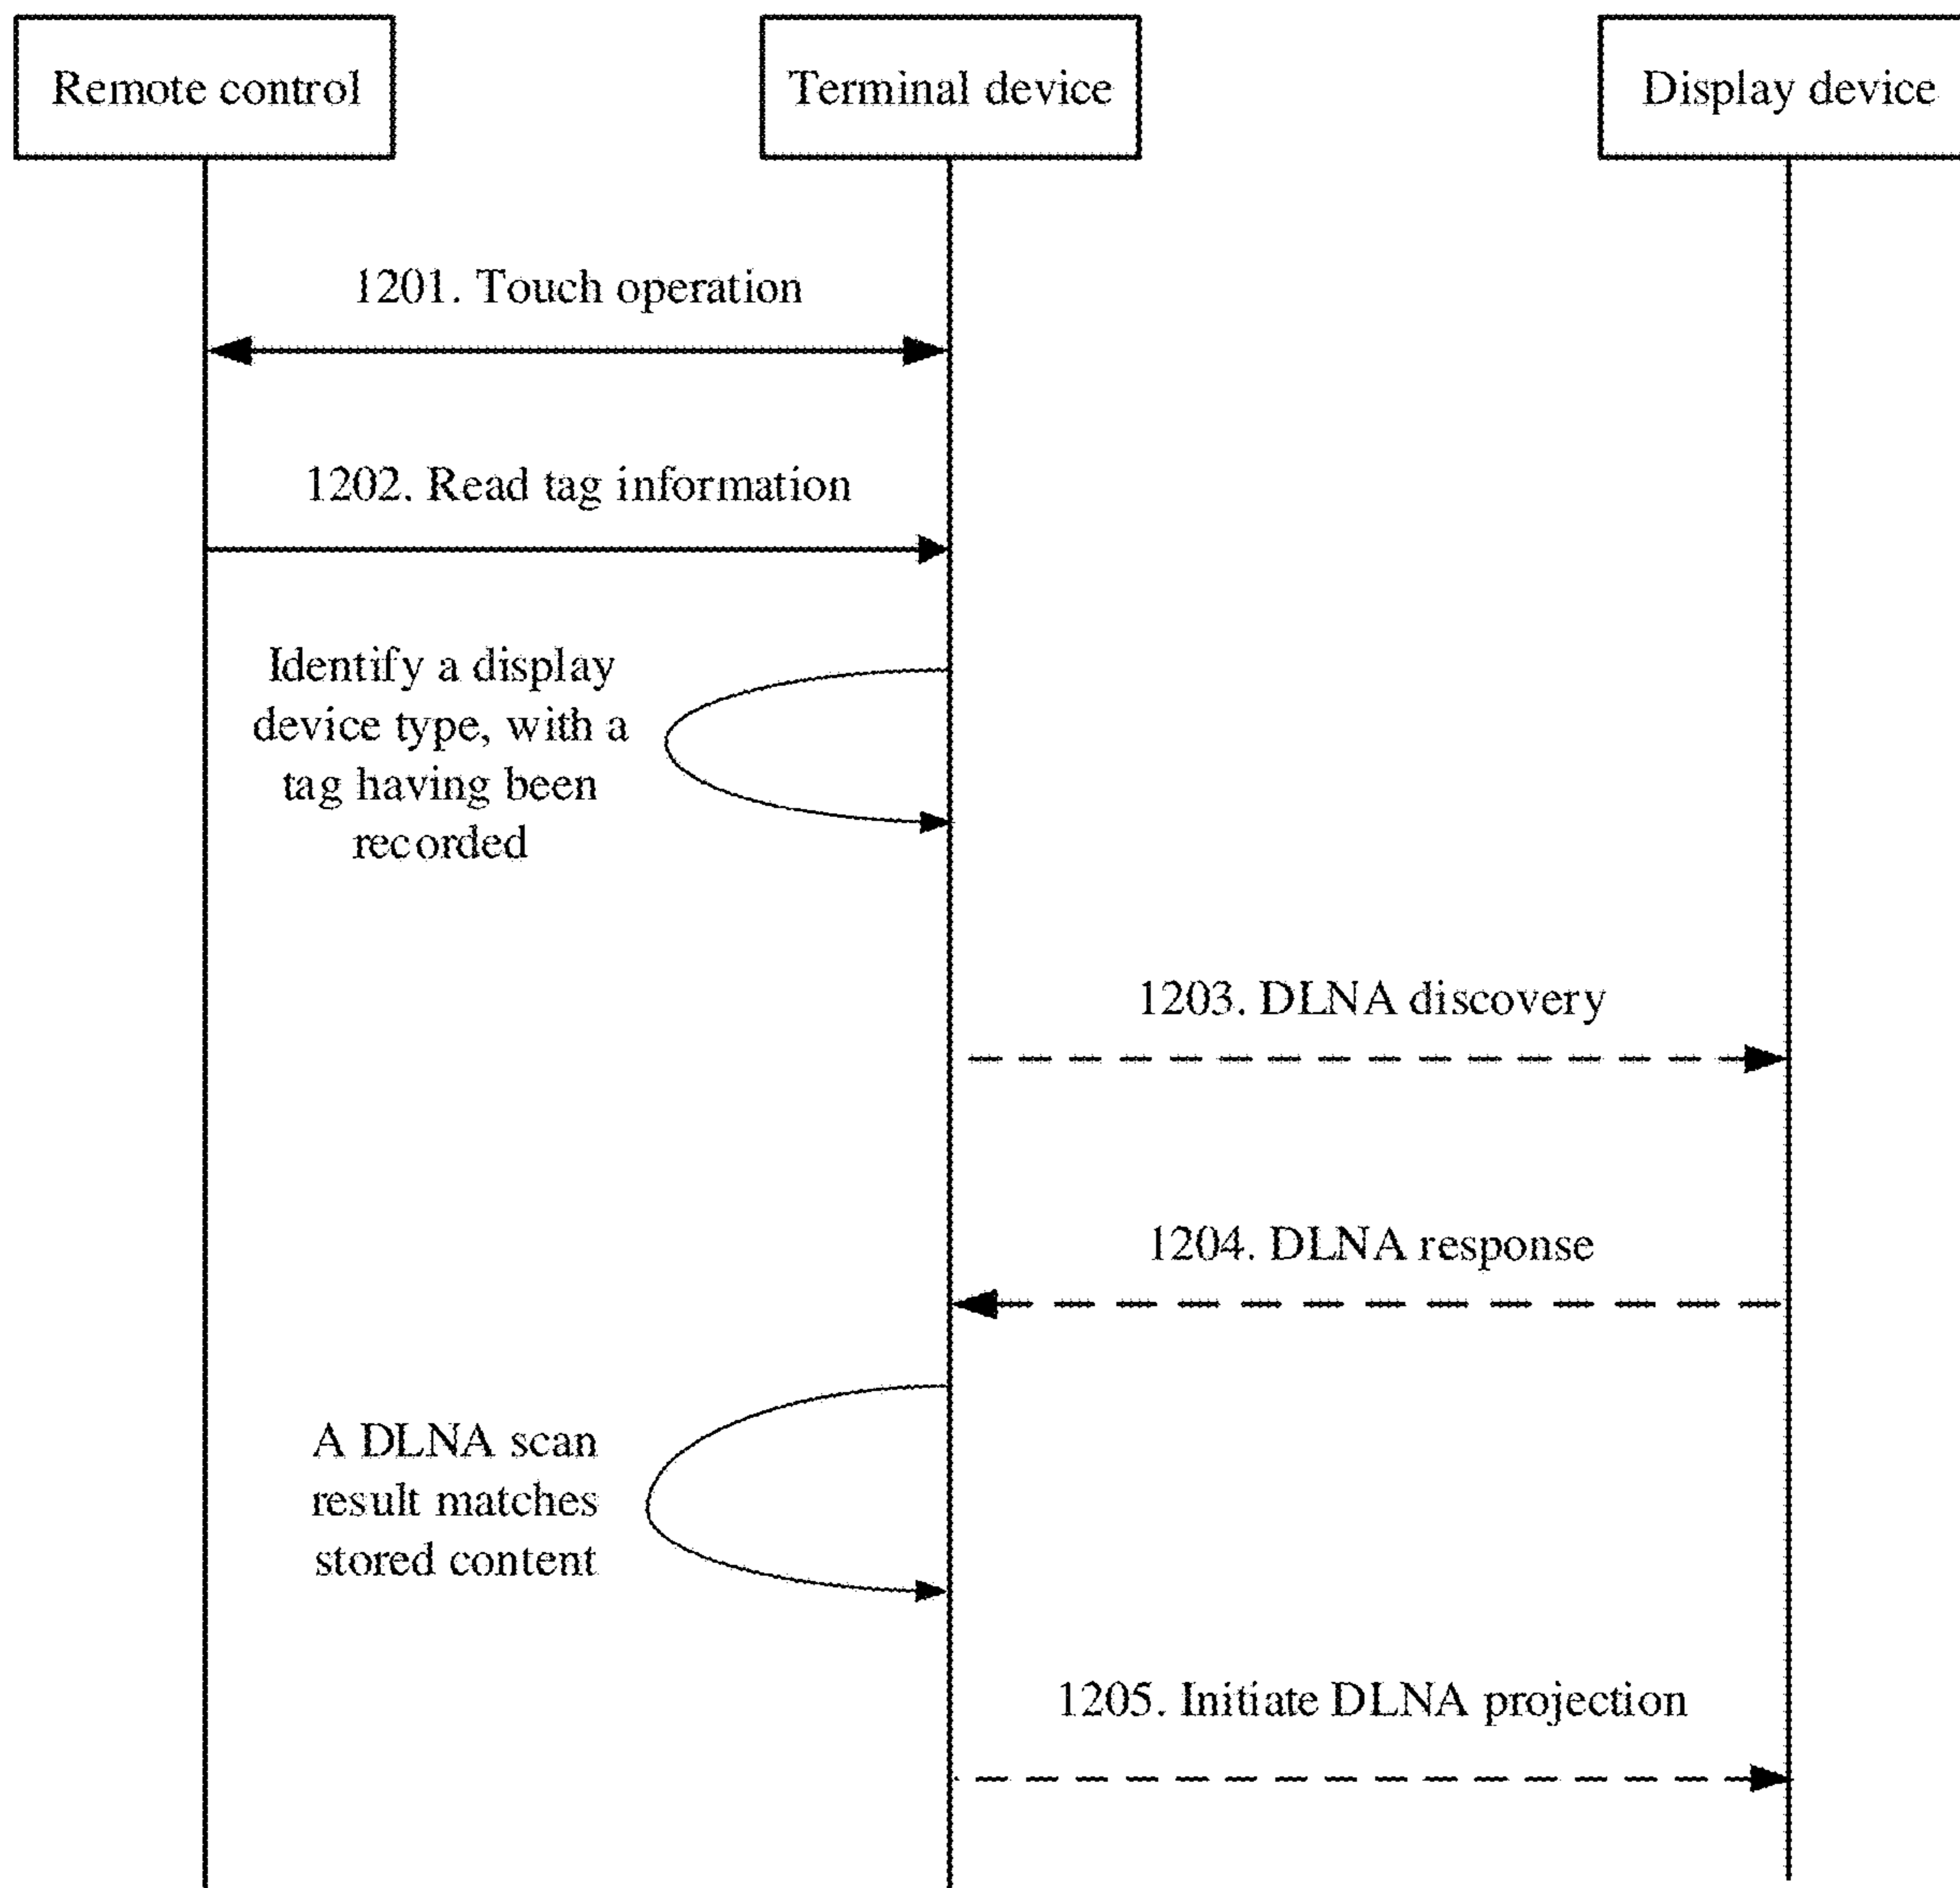 Remote control
Terminal device
Display device
1201. Touch operation
1202. Read tag information
Identify a display
device type, with a
tag having been
recorded
1203. DLNA discovery
1204. DLNA response
A DLNA scan
result matches
stored content
1205. Initiate DLNA projection